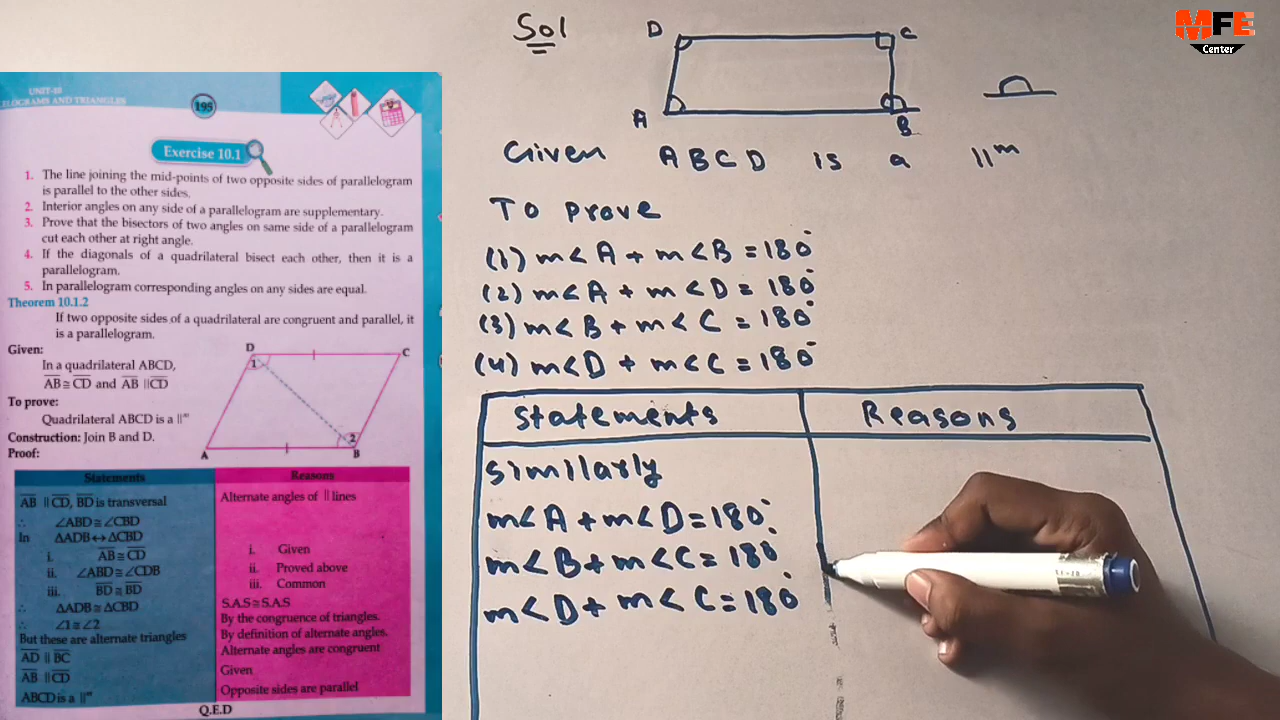 UNIT-10
PARALLELOGRAMS AND TRIANGLES
195
Exercise 10.1
1. The line joining the mid-points of two opposite sides of parallelogram
is parallel to the other sides.
2. Interior angles on any side of a parallelogram are supplementary.
3. Prove that the bisectors of two angles on same side of a parallelogram
cut each other at right angle.
4. If the diagonals of a quadrilateral bisect each other, then it is a
parallelogram.
5. In parallelogram corresponding angles on any sides are equal.
Theorem 10.1.2
If two opposite sides of a quadrilateral are congruent and parallel, it
is a parallelogram.
Given:
In a quadrilateral ABCD,
AB ≅ CD and AB ∥ CD
To prove:
Quadrilateral ABCD is a ∥ᵐ
Construction: Join B and D.
Proof:
D
C
1
2
A
B
Statements
Reasons
AB ∥ CD, BD is transversal
Alternate angles of ∥ lines
∴ ∠ABD ≅ ∠CBD
In ΔADB ↔ ΔCBD
i. AB ≅ CD
i. Given
ii. ∠ABD ≅ ∠CDB
ii. Proved above
iii. BD ≅ BD
iii. Common
∴ ΔADB ≅ ΔCBD
S.A.S ≅ S.A.S
∴ ∠1 ≅ ∠2
By the congruence of triangles.
But these are alternate triangles
By definition of alternate angles.
AD ∥ BC
Alternate angles are congruent
AB ∥ CD
Given
ABCD is a ∥ᵐ
Opposite sides are parallel
Q.E.D
Sol
D
C
A
B
Given ABCD is a ∥ᵐ
To prove
(1) m<A + m<B = 180°
(2) m<A + m<D = 180°
(3) m<B + m<C = 180°
(4) m<D + m<C = 180°
Statements
Reasons
Similarly
m<A + m<D = 180°
m<B + m<C = 180°
m<D + m<C = 180°
MFE
Center